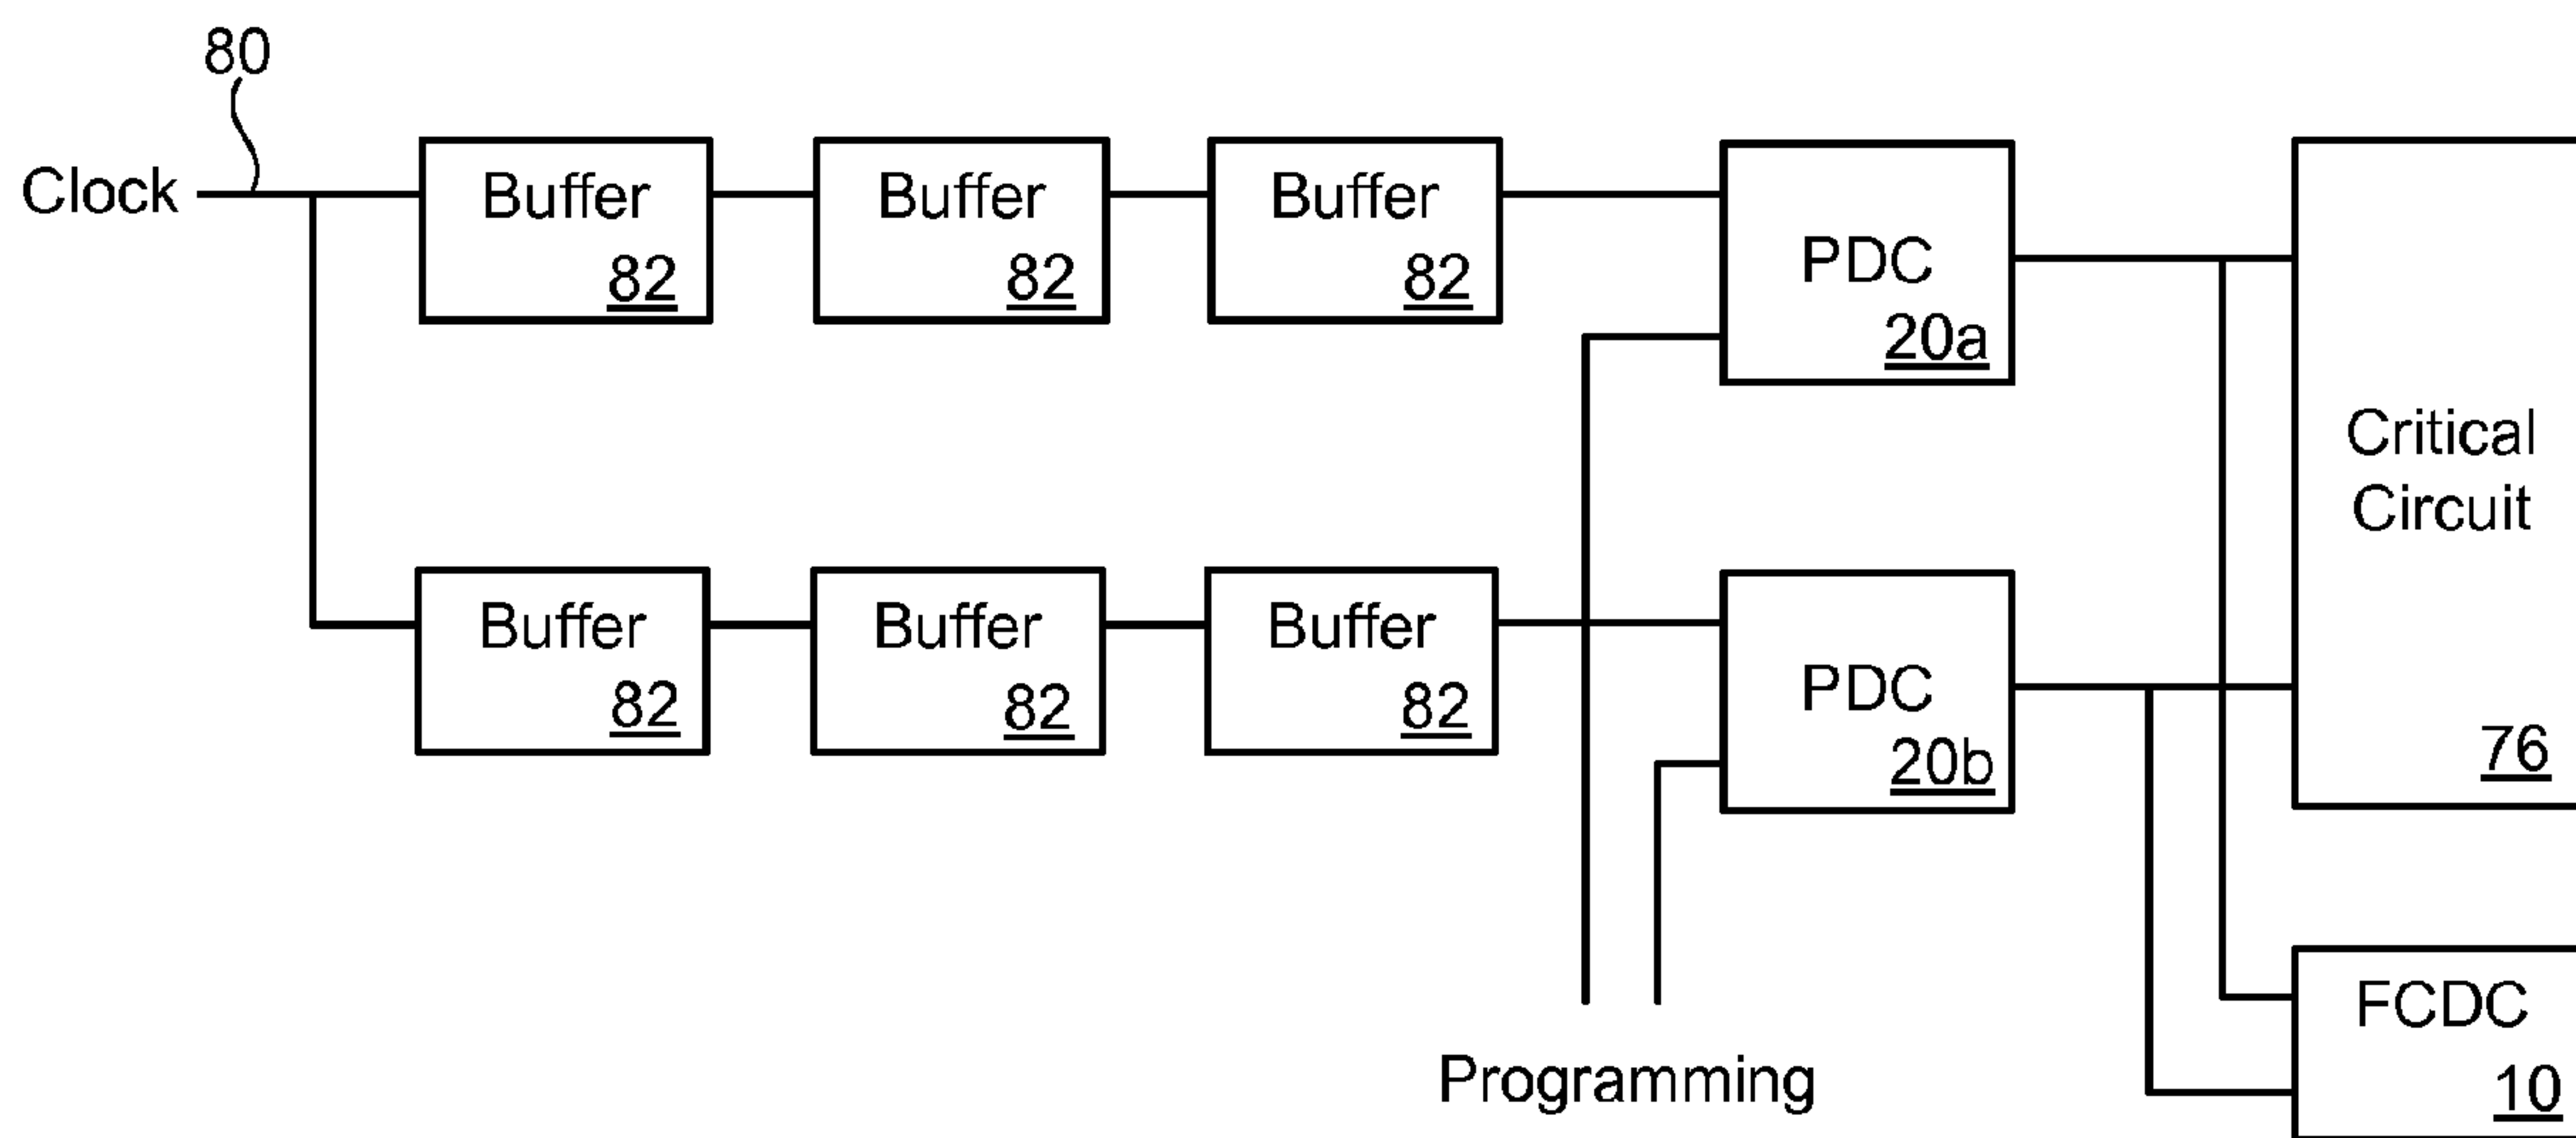 80
Clock
Buffer
82
Buffer
82
Buffer
82
PDC
20a
Critical
Circuit
76
Buffer
82
Buffer
82
Buffer
82
PDC
20b
Programming
FCDC
10